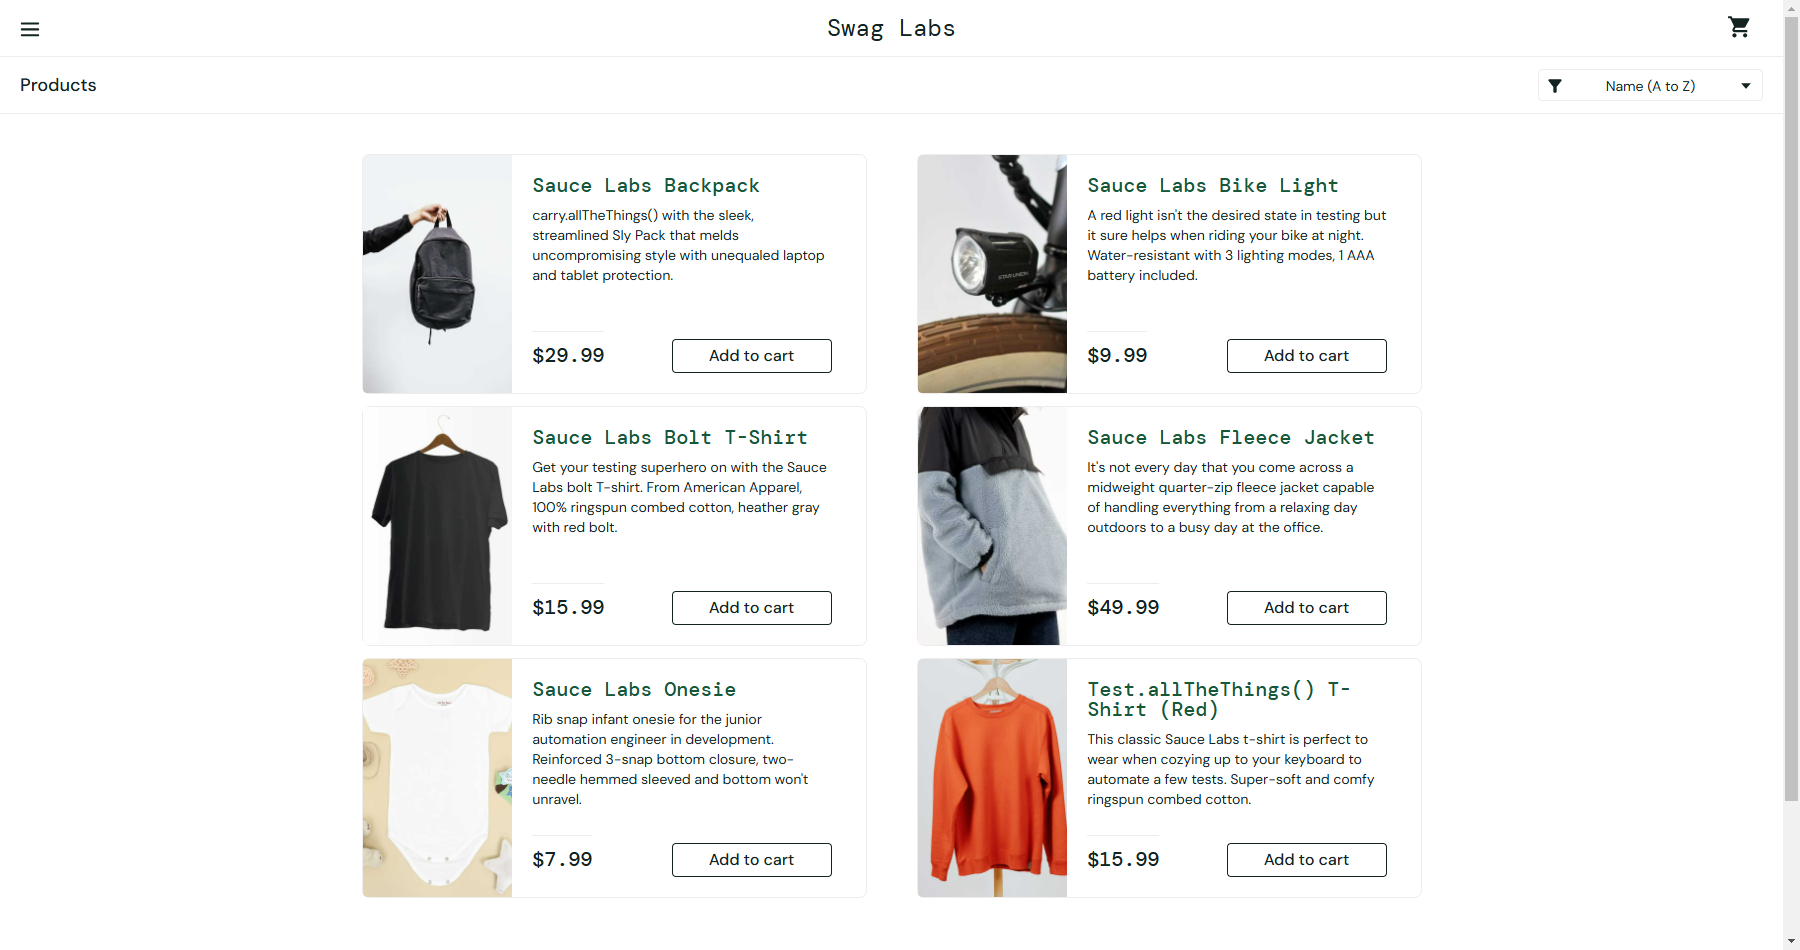 Swag Labs
Products
Name (A to Z)
Sauce Labs Backpack
carry.allTheThings() with the sleek,
streamlined Sly Pack that melds
uncompromising style with unequaled laptop
and tablet protection.
$29.99
Add to cart
Sauce Labs Bike Light
A red light isn't the desired state in testing but
it sure helps when riding your bike at night.
Water-resistant with 3 lighting modes, 1 AAA
battery included.
$9.99
Add to cart
Sauce Labs Bolt T-Shirt
Get your testing superhero on with the Sauce
Labs bolt T-shirt. From American Apparel,
100% ringspun combed cotton, heather gray
with red bolt.
$15.99
Add to cart
Sauce Labs Fleece Jacket
It's not every day that you come across a
midweight quarter-zip fleece jacket capable
of handling everything from a relaxing day
outdoors to a busy day at the office.
$49.99
Add to cart
Sauce Labs Onesie
Rib snap infant onesie for the junior
automation engineer in development.
Reinforced 3-snap bottom closure, two-
needle hemmed sleeved and bottom won't
unravel.
$7.99
Add to cart
Test.allTheThings() T-
Shirt (Red)
This classic Sauce Labs t-shirt is perfect to
wear when cozying up to your keyboard to
automate a few tests. Super-soft and comfy
ringspun combed cotton.
$15.99
Add to cart